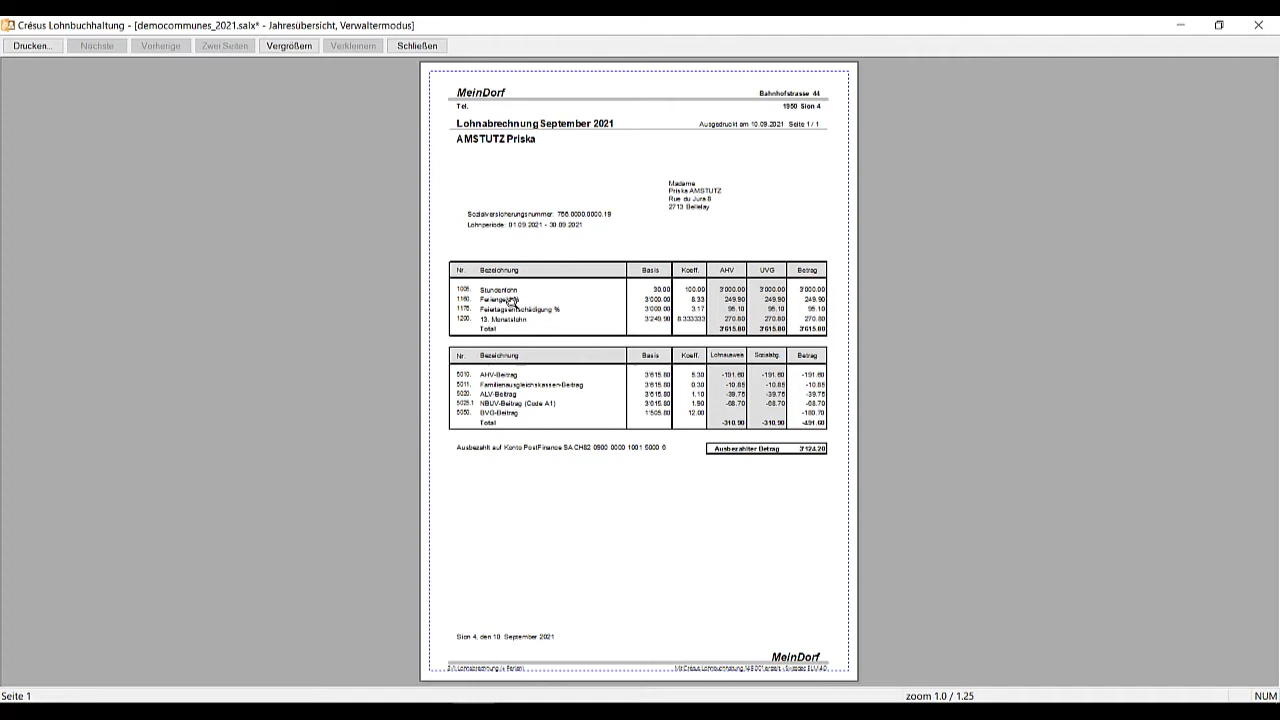 Crésus Lohnbuchhaltung - [democommunes_2021.salx* - Jahresübersicht, Verwaltermodus]
Drucken... Nächste Vorherige Zwei Seiten Vergrößern Verkleinern Schließen
MeinDorf Bahnhofstrasse 44
Tel. 1950 Sion 4
Lohnabrechnung September 2021 Ausgedruckt am 10.09.2021 Seite 1 / 1
AMSTUTZ Priska
Madame
Priska AMSTUTZ
Rue du Jura 8
2713 Bellelay
Sozialversicherungsnummer: 756.0000.0000.19
Lohnperiode: 01.09.2021 - 30.09.2021
Nr. Bezeichnung Basis Koeff. AHV UVG Betrag
1006. Stundenlohn 30.00 100.00 3'000.00 3'000.00 3'000.00
1160. 3'000.00 8.33 249.90 249.90 249.90
1175. Feiertagsentschädigung % 3'000.00 3.17 95.10 95.10 95.10
1200. 13. Monatslohn 3'249.90 8.333333 270.80 270.80 270.80
Total 3'615.80 3'615.80 3'615.80
Nr. Bezeichnung Basis Koeff. Lohnausweis Sozialabg. Betrag
5010. AHV-Beitrag 3'615.80 5.30 -191.60 -191.60 -191.60
5011. Familienausgleichskassen-Beitrag 3'615.80 0.30 -10.85 -10.85 -10.85
5020. ALV-Beitrag 3'615.80 1.10 -39.75 -39.75 -39.75
5025.1 NBUV-Beitrag (Code A1) 3'615.80 1.90 -68.70 -68.70 -68.70
5050. BVG-Beitrag 1'505.80 12.00 -180.70
Total -310.90 -310.90 -491.60
Ausbezahlt auf Konto PostFinance SA CH82 0900 0000 1001 5000 6 Ausbezahlter Betrag 3'124.20
Sion 4, den 10. September 2021
MeinDorf
Lohnabrechnung (+ Ferien)
Seite 1 zoom 1.0 / 1.25 NUM